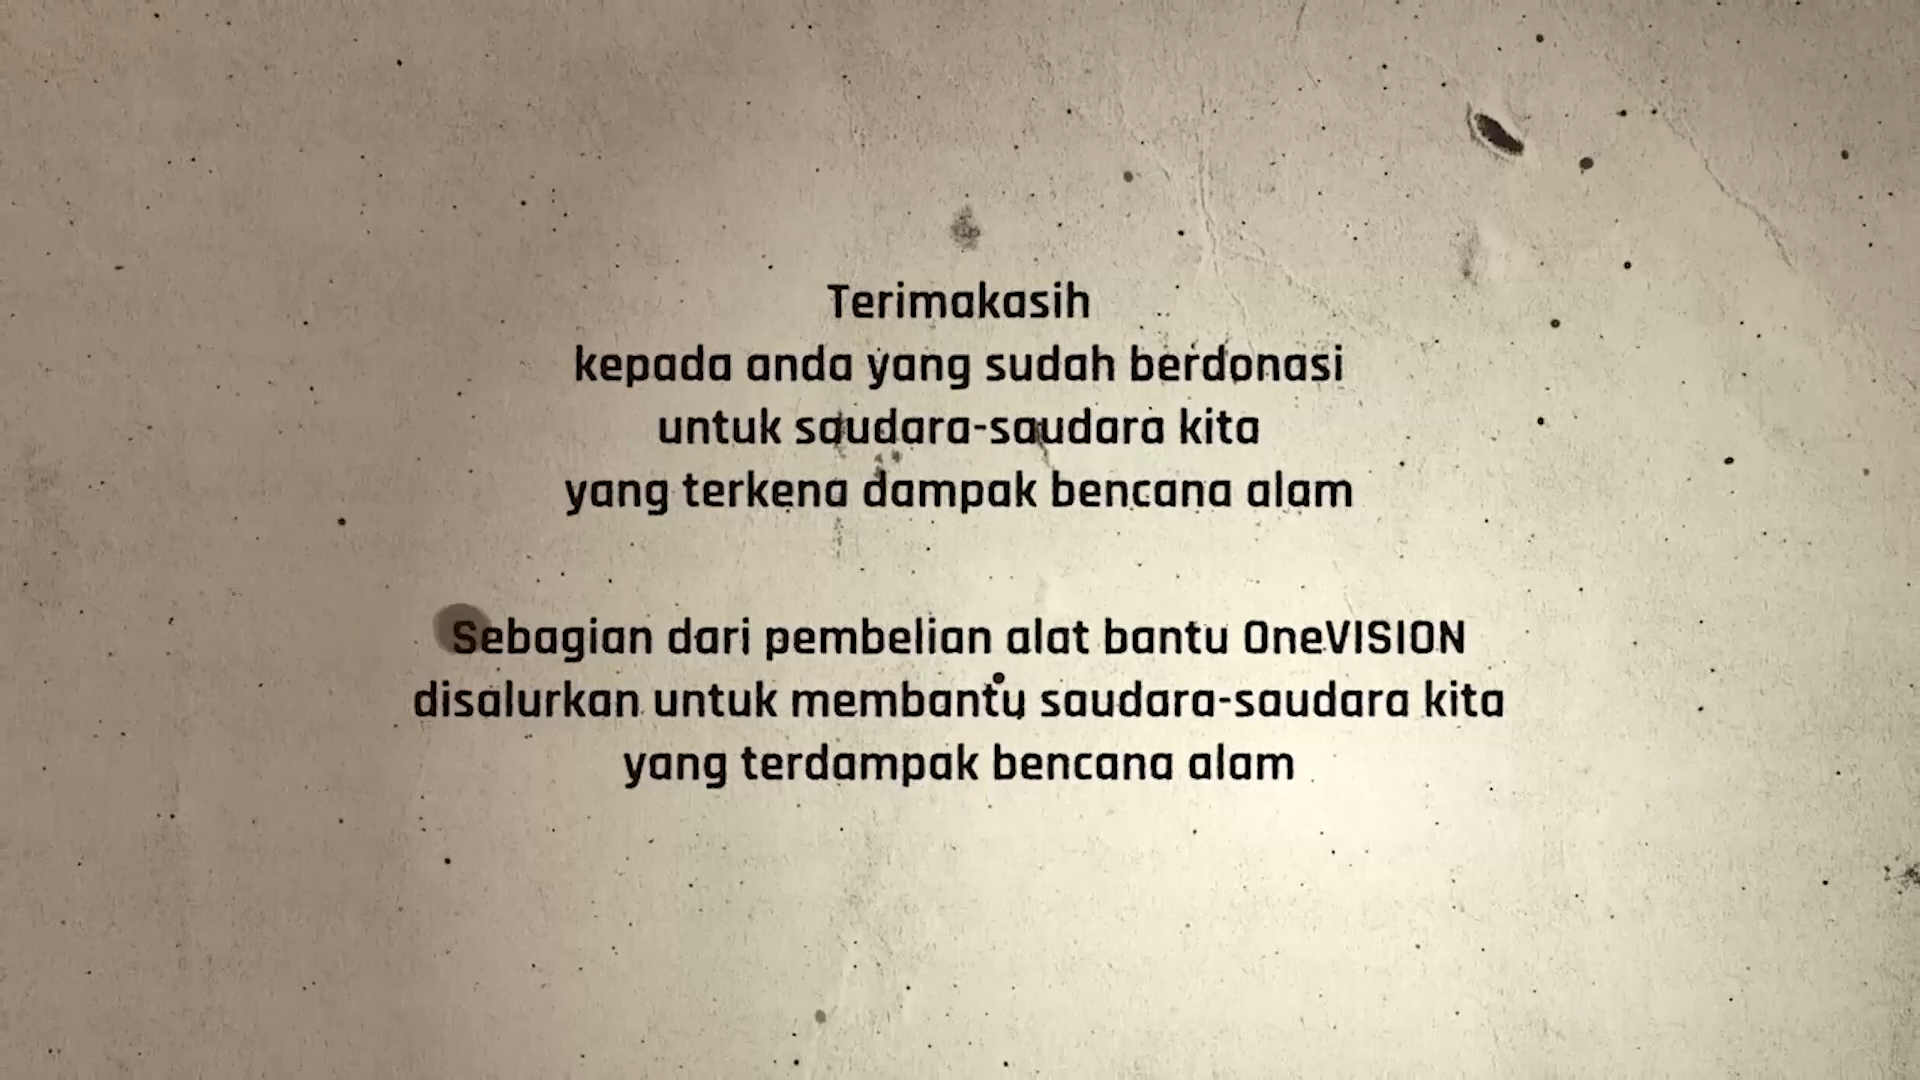 Terimakasih
kepada anda yang sudah berdonasi
untuk saudara-saudara kita
yang terkena dampak bencana alam
Sebagian dari pembelian alat bantu OneVISION
disalurkan untuk membantu saudara-saudara kita
yang terdampak bencana alam